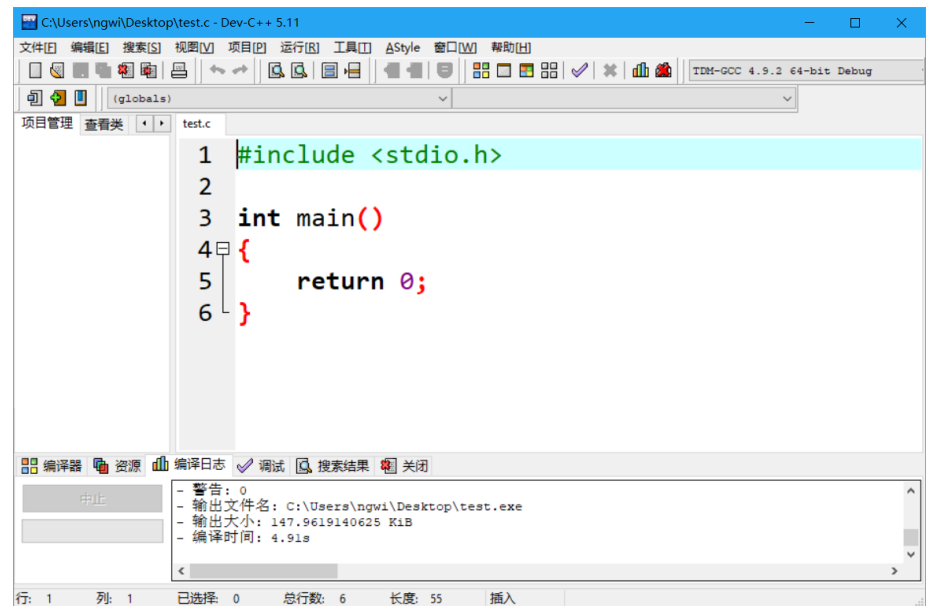 C:\Users\ngwi\Desktop\test.c - Dev-C++ 5.11
文件[F] 编辑[E] 搜索[S] 视图[V] 项目[P] 运行[R] 工具[T] AStyle 窗口[W] 帮助[H]
TDM-GCC 4.9.2 64-bit Debug
(globals)
项目管理 查看类 test.c
1 #include <stdio.h>
2
3 int main()
4 {
5 return 0;
6 }
编译器 资源 编译日志 调试 搜索结果 关闭
中止
- 警告: 0
- 输出文件名: C:\Users\ngwi\Desktop\test.exe
- 输出大小: 147.9619140625 KiB
- 编译时间: 4.91s
行: 1 列: 1 已选择: 0 总行数: 6 长度: 55 插入